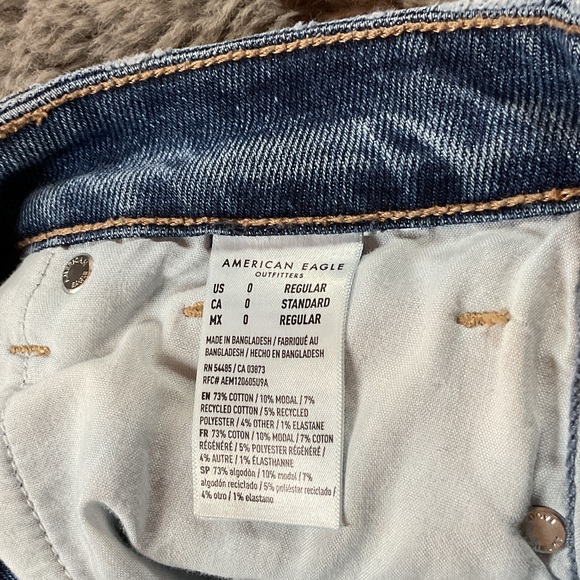 AMERICAN EAGLE
OUTFITTERS
US 0 REGULAR
CA 0 STANDARD
MX 0 REGULAR
MADE IN BANGLADESH / FABRIQUÉ AU
BANGLADESH / HECHO EN BANGLADESH
RN 54485 / CA 03873
RFC# AEM120605U9A
EN 73% COTTON / 10% MODAL / 7%
RECYCLED COTTON / 5% RECYCLED
POLYESTER / 4% OTHER / 1% ELASTANE
FR 73% COTON / 10% MODAL / 7% COTON
RÉGÉNÉRÉ / 5% POLYESTER RÉGÉNÉRÉ /
4% AUTRE / 1% ÉLASTHANNE
SP 73% algodón / 10% modal / 7%
algodón reciclado / 5% poliéster reciclado /
4% otro / 1% elastano